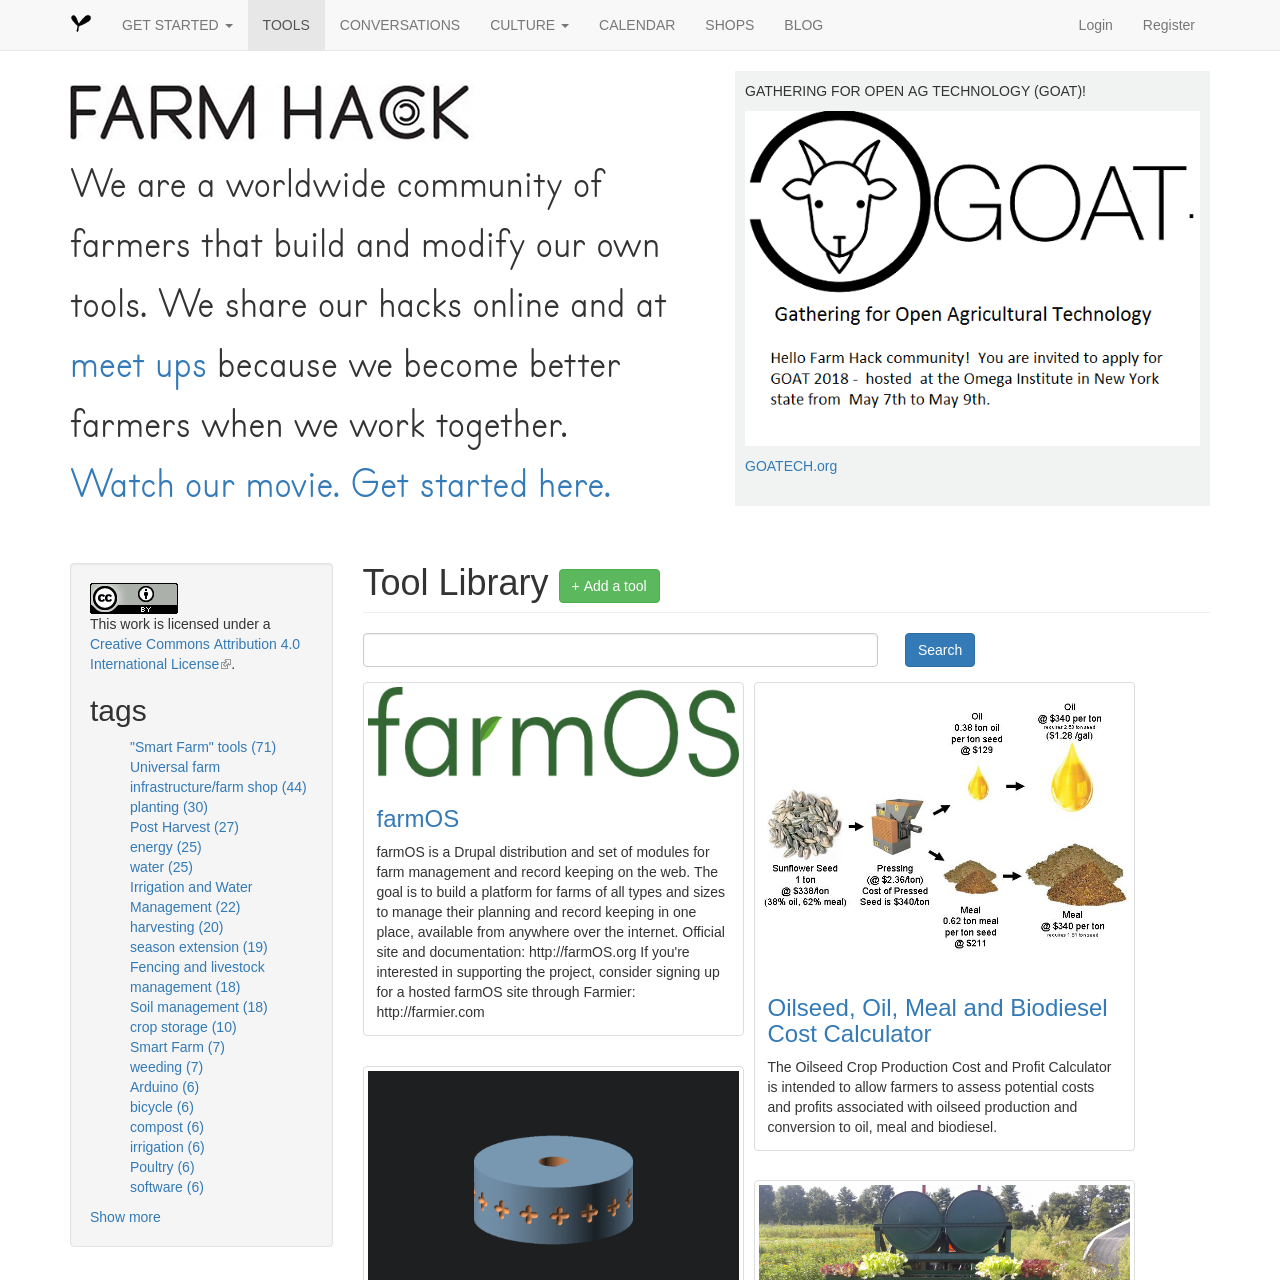 GET STARTED TOOLS CONVERSATIONS CULTURE CALENDAR SHOPS BLOG Login Register
FARM HACK
We are a worldwide community of
farmers that build and modify our own
tools. We share our hacks online and at
meet ups because we become better
farmers when we work together.
Watch our movie. Get started here.
GATHERING FOR OPEN AG TECHNOLOGY (GOAT)!
GOAT.
Gathering for Open Agricultural Technology
Hello Farm Hack community! You are invited to apply for
GOAT 2018 - hosted at the Omega Institute in New York
state from May 7th to May 9th.
GOATECH.org
cc BY
This work is licensed under a
Creative Commons Attribution 4.0
International License.
tags
"Smart Farm" tools (71)
Universal farm
infrastructure/farm shop (44)
planting (30)
Post Harvest (27)
energy (25)
water (25)
Irrigation and Water
Management (22)
harvesting (20)
season extension (19)
Fencing and livestock
management (18)
Soil management (18)
crop storage (10)
Smart Farm (7)
weeding (7)
Arduino (6)
bicycle (6)
compost (6)
irrigation (6)
Poultry (6)
software (6)
Show more
Tool Library + Add a tool
Search
farmOS
farmOS
farmOS is a Drupal distribution and set of modules for
farm management and record keeping on the web. The
goal is to build a platform for farms of all types and sizes
to manage their planning and record keeping in one
place, available from anywhere over the internet. Official
site and documentation: http://farmOS.org If you're
interested in supporting the project, consider signing up
for a hosted farmOS site through Farmier:
http://farmier.com
Oil
0.38 ton oil
per ton seed
@ $129
Oil
@ $340 per ton
requires 2.63 ton seed
($1.28 /gal)
Sunflower Seed
1 ton
@ $338/ton
(38% oil, 62% meal)
Pressing
(@ $2.36/ton)
Cost of Pressed
Seed is $340/ton
Meal
0.62 ton meal
per ton seed
@ $211
Meal
@ $340 per ton
requires 1.61 ton seed
Oilseed, Oil, Meal and Biodiesel
Cost Calculator
The Oilseed Crop Production Cost and Profit Calculator
is intended to allow farmers to assess potential costs
and profits associated with oilseed production and
conversion to oil, meal and biodiesel.